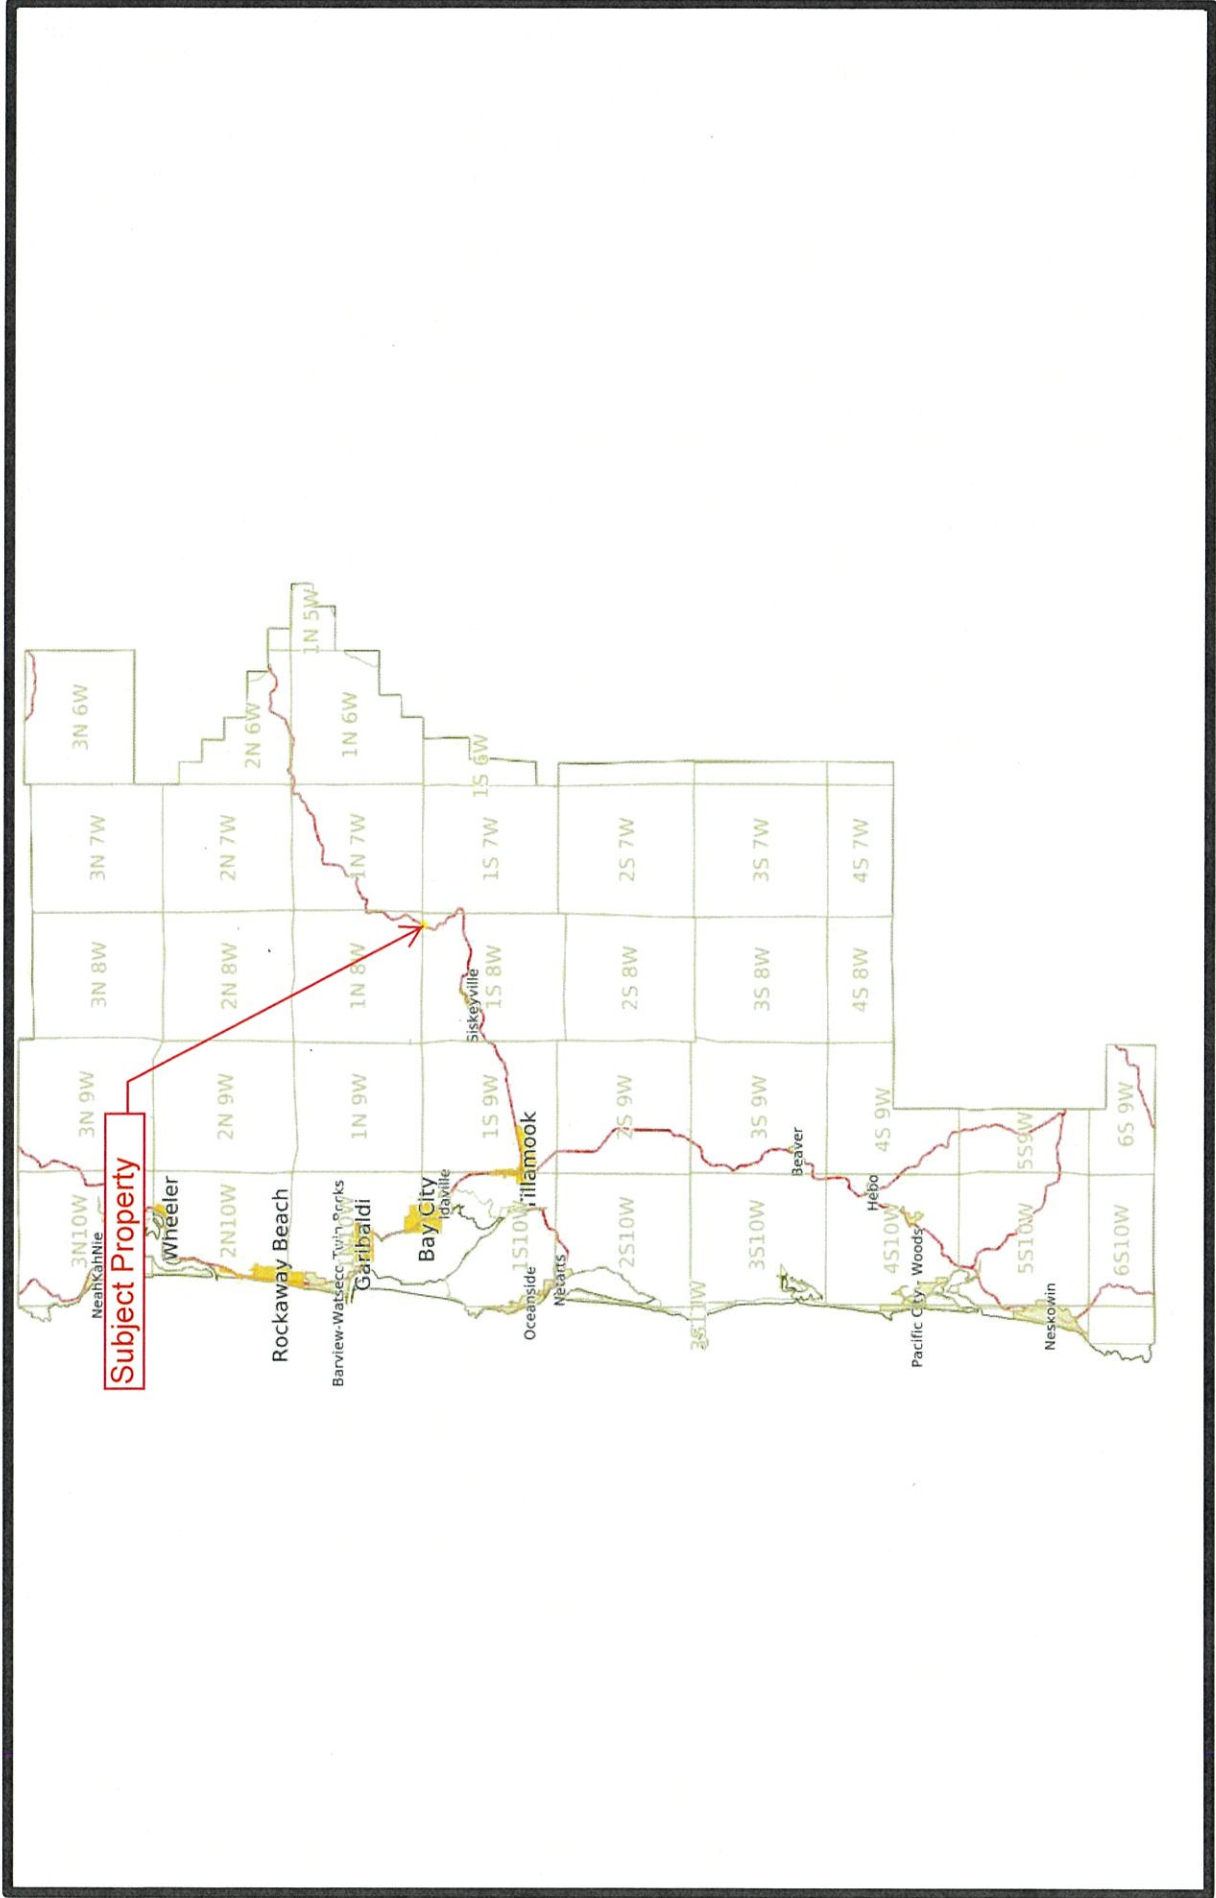 3N10W
3N 9W
3N 8W
3N 7W
3N 6W
NeahKahNie
Subject Property
Wheeler
2N10W
2N 9W
2N 8W
2N 7W
2N 6W
Rockaway Beach
Barview-Watseco-Twin Rocks
Garibaldi
1N 9W
1N 8W
1N 7W
1N 6W
1N 5W
Bay City
Idaville
Siskeyville
1S10W
1S 9W
1S 8W
1S 7W
1S 6W
Tillamook
Oceanside
Netarts
2S10W
2S 9W
2S 8W
2S 7W
3S10W
3S 9W
3S 8W
3S 7W
Beaver
Hebo
4S10W
4S 9W
4S 8W
4S 7W
Pacific City - Woods
5S10W
5S9W
Neskowin
6S10W
6S 9W